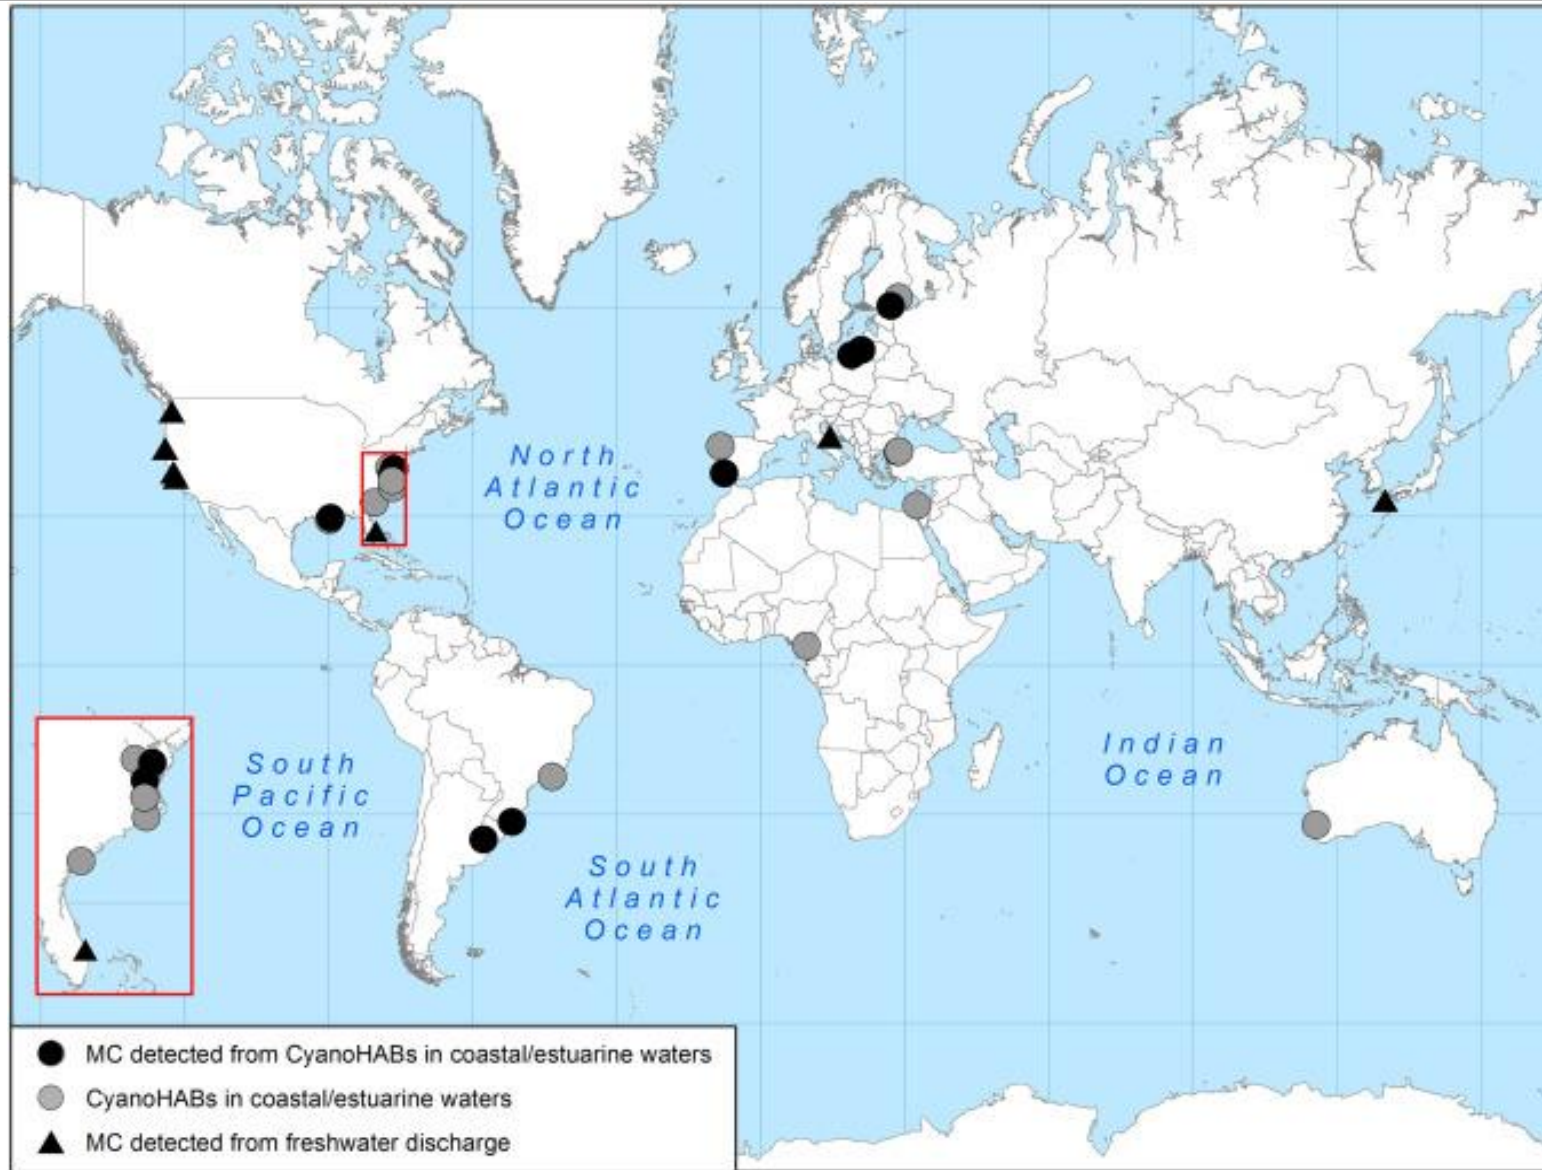 North
Atlantic
Ocean
South
Pacific
Ocean
Indian
Ocean
South
Atlantic
Ocean
MC detected from CyanoHABs in coastal/estuarine waters
CyanoHABs in coastal/estuarine waters
MC detected from freshwater discharge